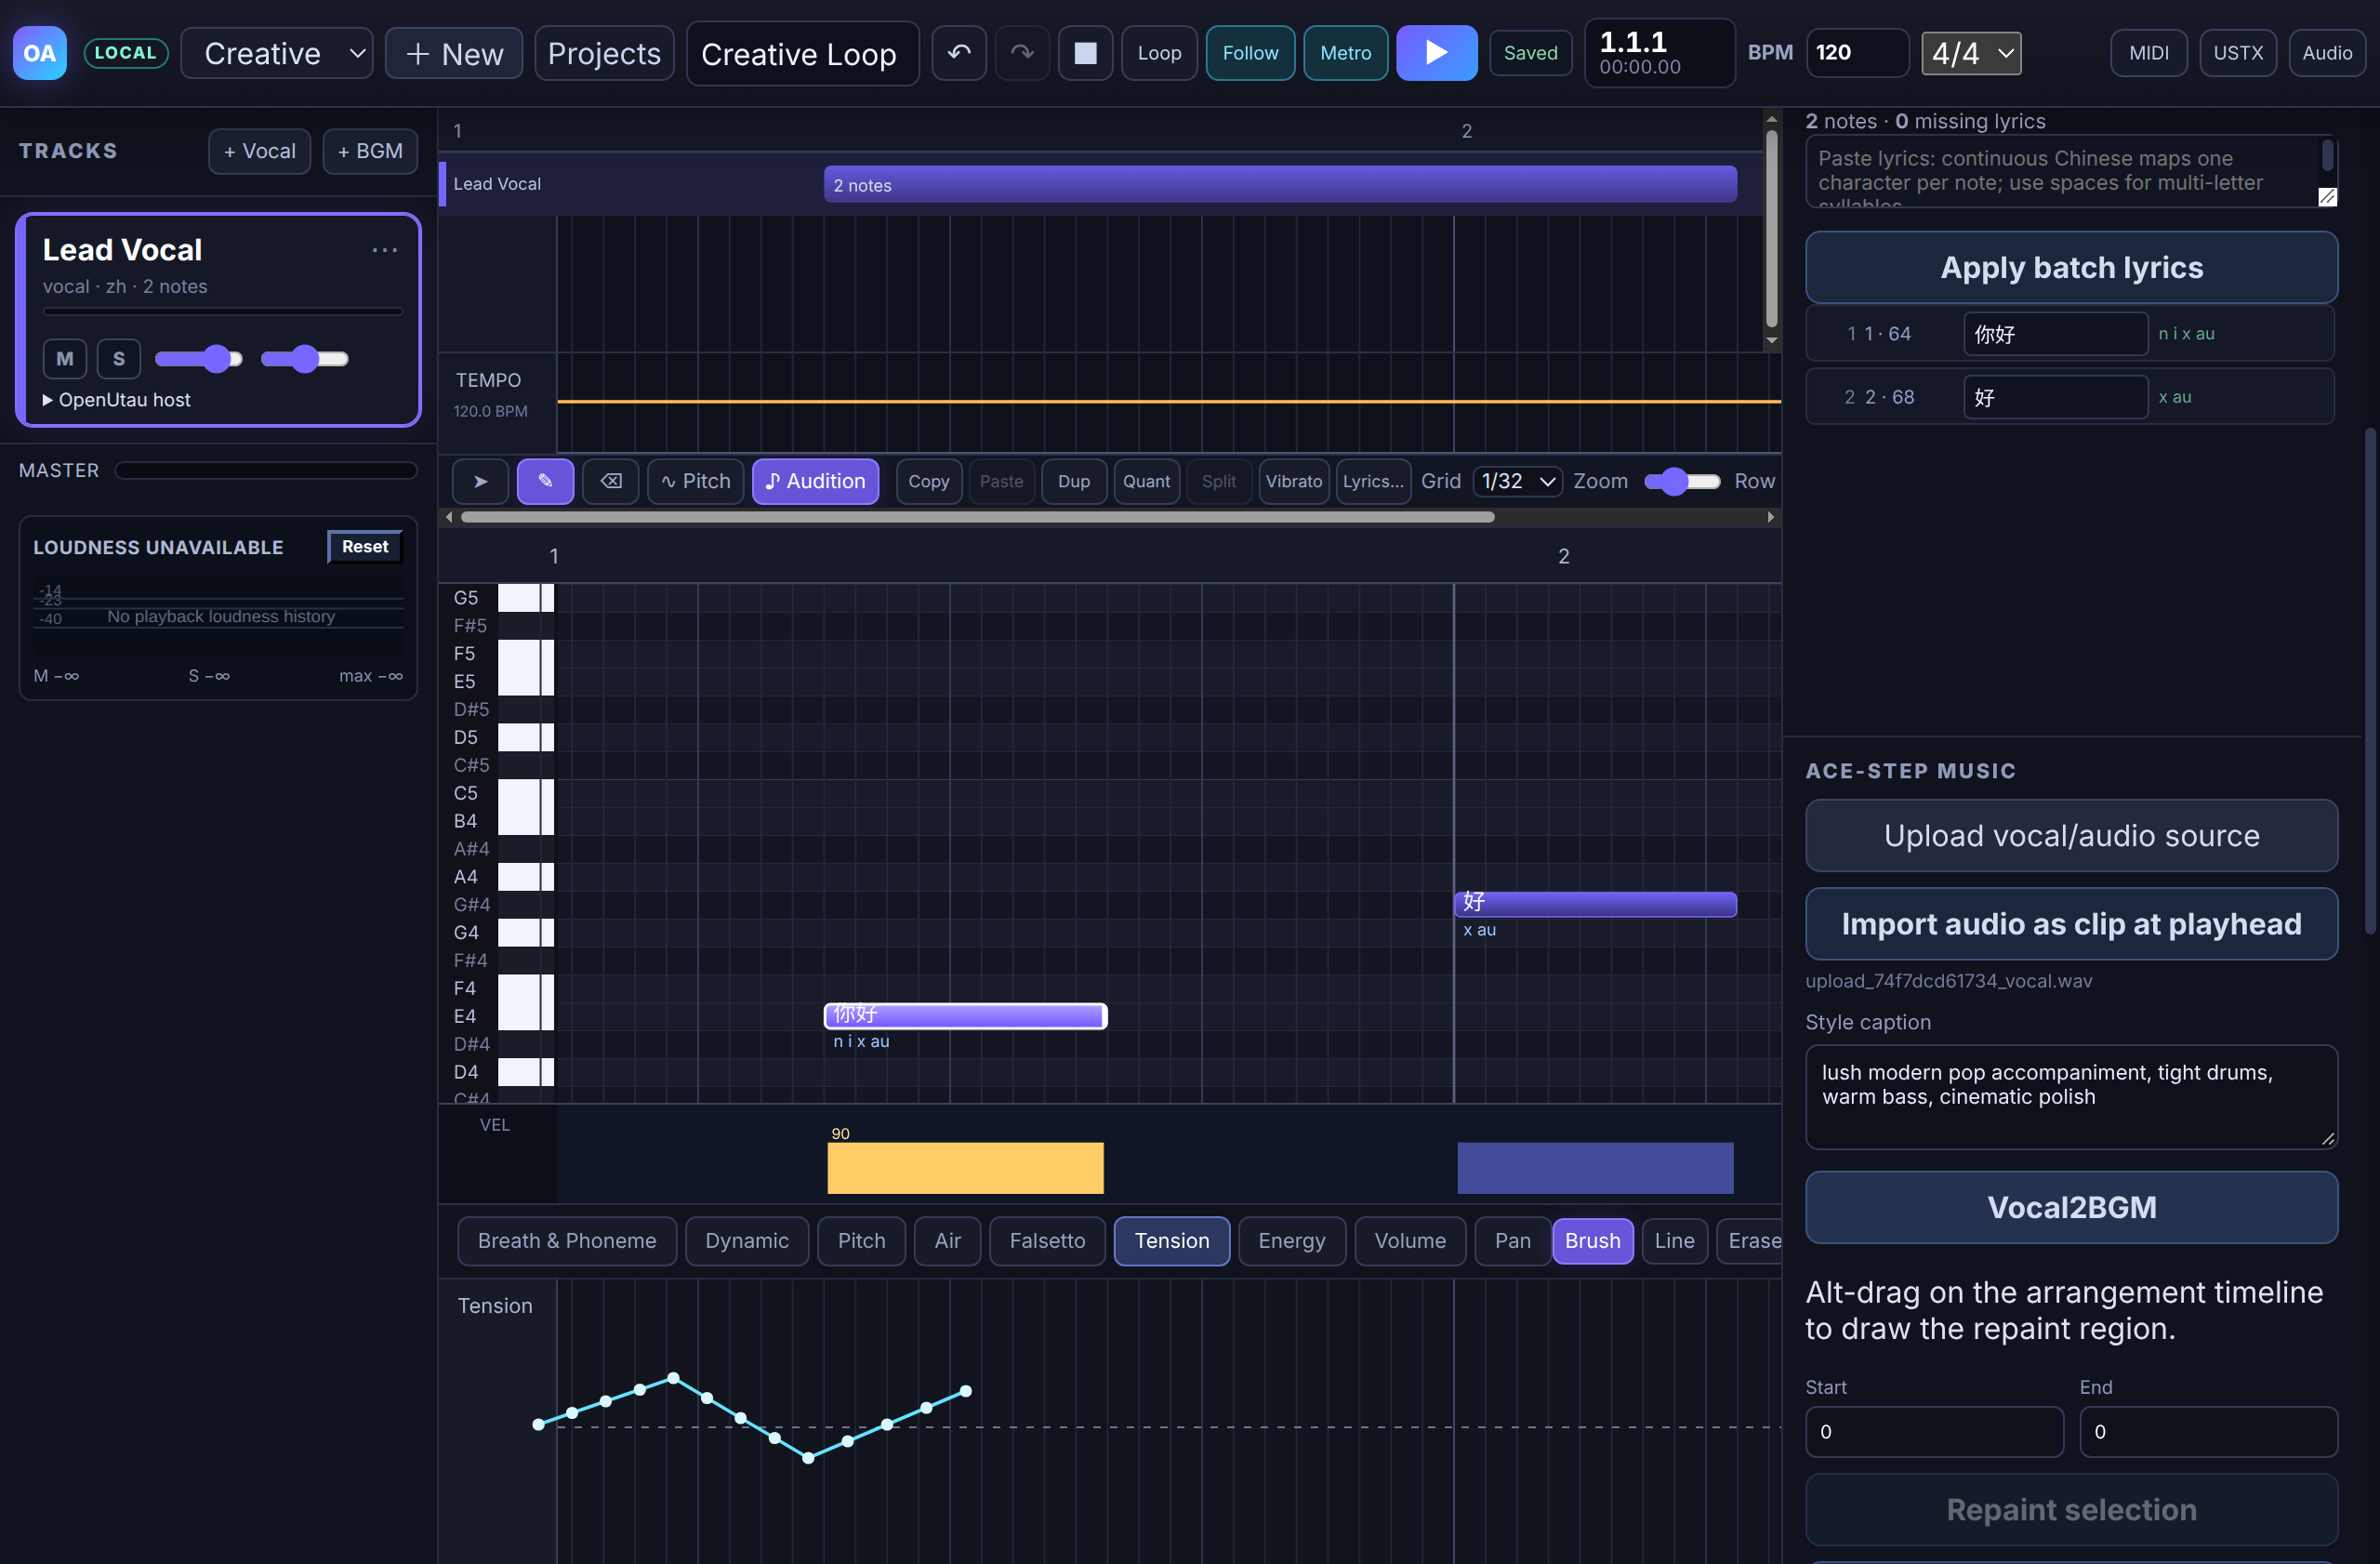 OA LOCAL Creative + New Projects Creative Loop Loop Follow Metro Saved 1.1.1 BPM 120 4/4 MIDI USTX Audio
00:00.00
TRACKS + Vocal + BGM
Lead Vocal
vocal · zh · 2 notes
M S
OpenUtau host
MASTER
LOUDNESS UNAVAILABLE Reset
-14
-23
-40 No playback loudness history
M −∞ S −∞ max −∞
1 2
Lead Vocal 2 notes
TEMPO
120.0 BPM
Pitch Audition Copy Paste Dup Quant Split Vibrato Lyrics... Grid 1/32 Zoom Row
1 2
G5
F#5
F5
E5
D#5
D5
C#5
C5
B4
A#4
A4
G#4 好
G4 x au
F#4
F4
E4 你好
D#4 n i x au
D4
C#4
VEL
90
Breath & Phoneme Dynamic Pitch Air Falsetto Tension Energy Volume Pan Brush Line Erase
Tension
2 notes · 0 missing lyrics
Paste lyrics: continuous Chinese maps one
character per note; use spaces for multi-letter
syllables
Apply batch lyrics
1 1 · 64 你好 n i x au
2 2 · 68 好 x au
ACE-STEP MUSIC
Upload vocal/audio source
Import audio as clip at playhead
upload_74f7dcd61734_vocal.wav
Style caption
lush modern pop accompaniment, tight drums,
warm bass, cinematic polish
Vocal2BGM
Alt-drag on the arrangement timeline
to draw the repaint region.
Start End
0 0
Repaint selection